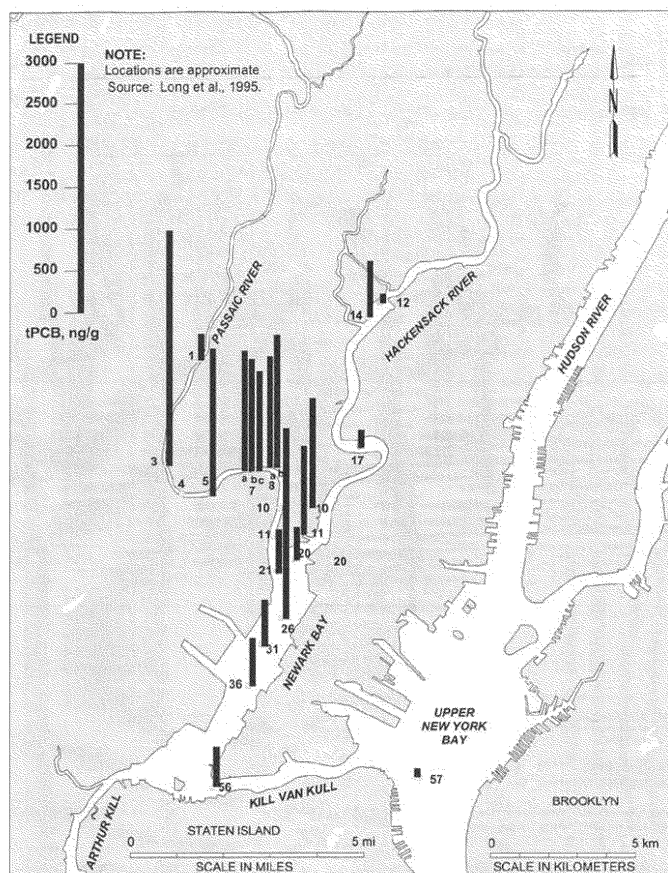 LEGEND
3000
2500
2000
1500
1000
500
0
tPCB, ng/g
NOTE:
Locations are approximate
Source: Long et al., 1995.
N
PASSAIC RIVER
HACKENSACK RIVER
HUDSON RIVER
1
14
12
3
4
5
a b c
7
a b
8
17
10
10
11
11
20
20
21
26
31
36
NEWARK BAY
UPPER
NEW YORK
BAY
56
57
KILL VAN KULL
ARTHUR KILL
BROOKLYN
STATEN ISLAND
0 5 mi
SCALE IN MILES
0 5 km
SCALE IN KILOMETERS